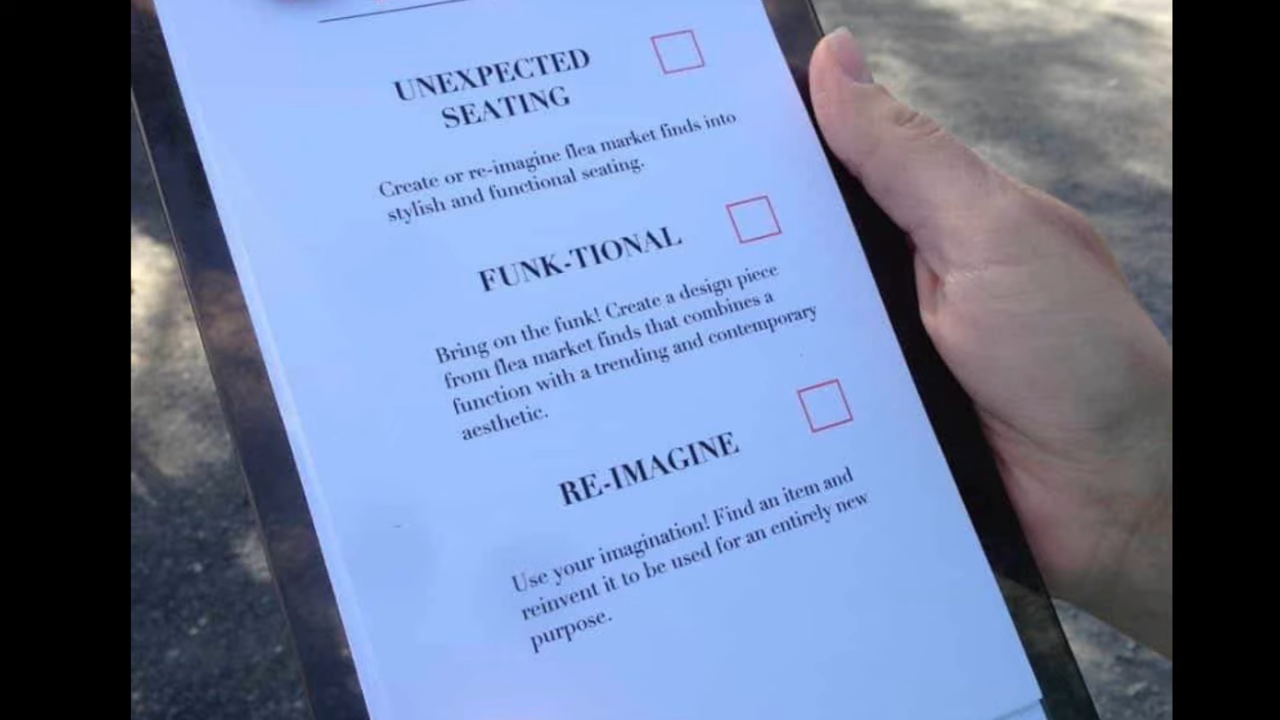 UNEXPECTED
SEATING
Create or re-imagine flea market finds into
stylish and functional seating.
FUNK-TIONAL
Bring on the funk! Create a design piece
from flea market finds that combines a
function with a trending and contemporary
aesthetic.
RE-IMAGINE
Use your imagination! Find an item and
reinvent it to be used for an entirely new
purpose.